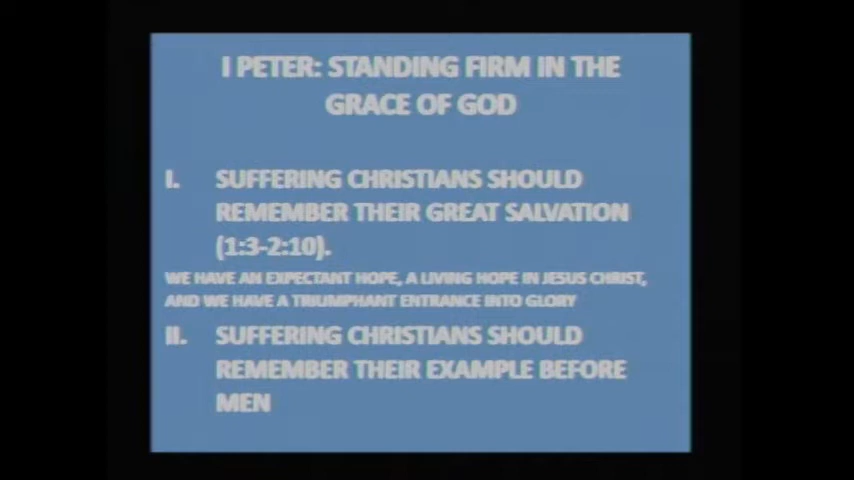 I PETER: STANDING FIRM IN THE
GRACE OF GOD
I. SUFFERING CHRISTIANS SHOULD
REMEMBER THEIR GREAT SALVATION
(1:3-2:10).
WE HAVE AN EXPECTANT HOPE, A LIVING HOPE IN JESUS CHRIST,
AND WE HAVE A TRIUMPHANT ENTRANCE INTO GLORY
II. SUFFERING CHRISTIANS SHOULD
REMEMBER THEIR EXAMPLE BEFORE
MEN